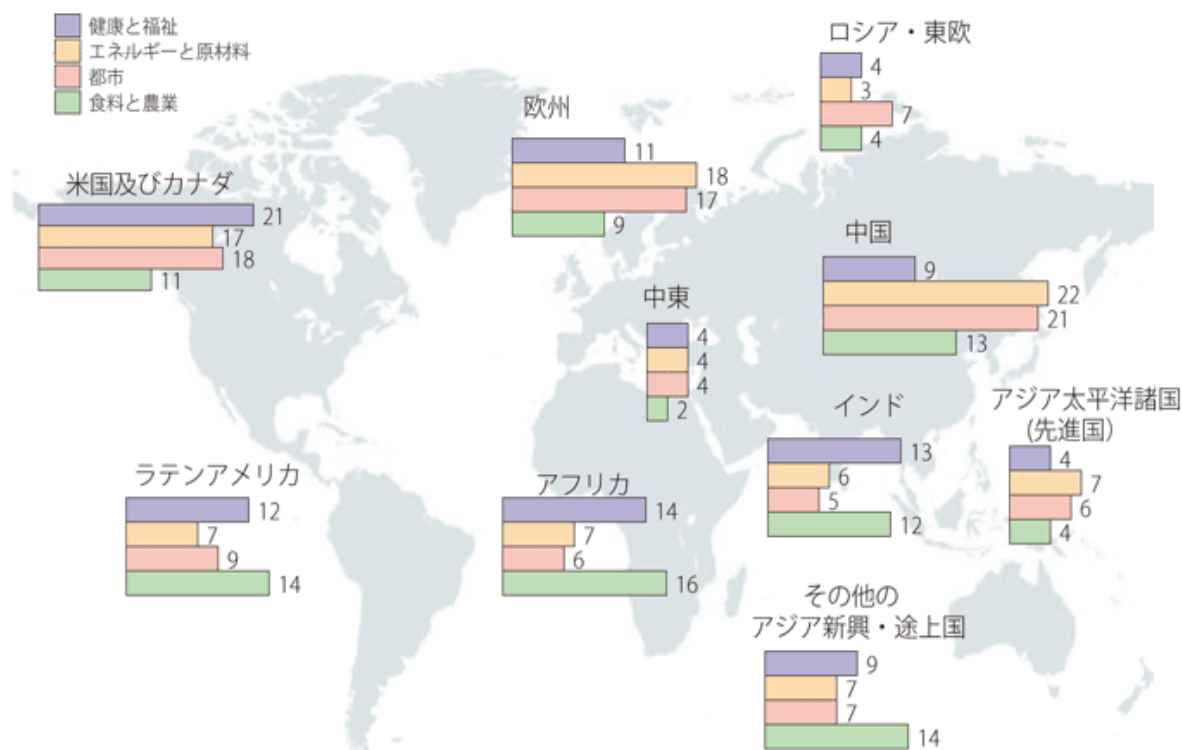 健康と福祉
エネルギーと原材料
都市
食料と農業
ロシア・東欧
4
3
7
4
欧州
11
18
17
9
米国及びカナダ
21
17
18
11
中国
9
22
21
13
中東
4
4
4
2
インド
13
6
5
12
アジア太平洋諸国
(先進国)
4
7
6
4
ラテンアメリカ
12
7
9
14
アフリカ
14
7
6
16
その他の
アジア新興・途上国
9
7
7
14